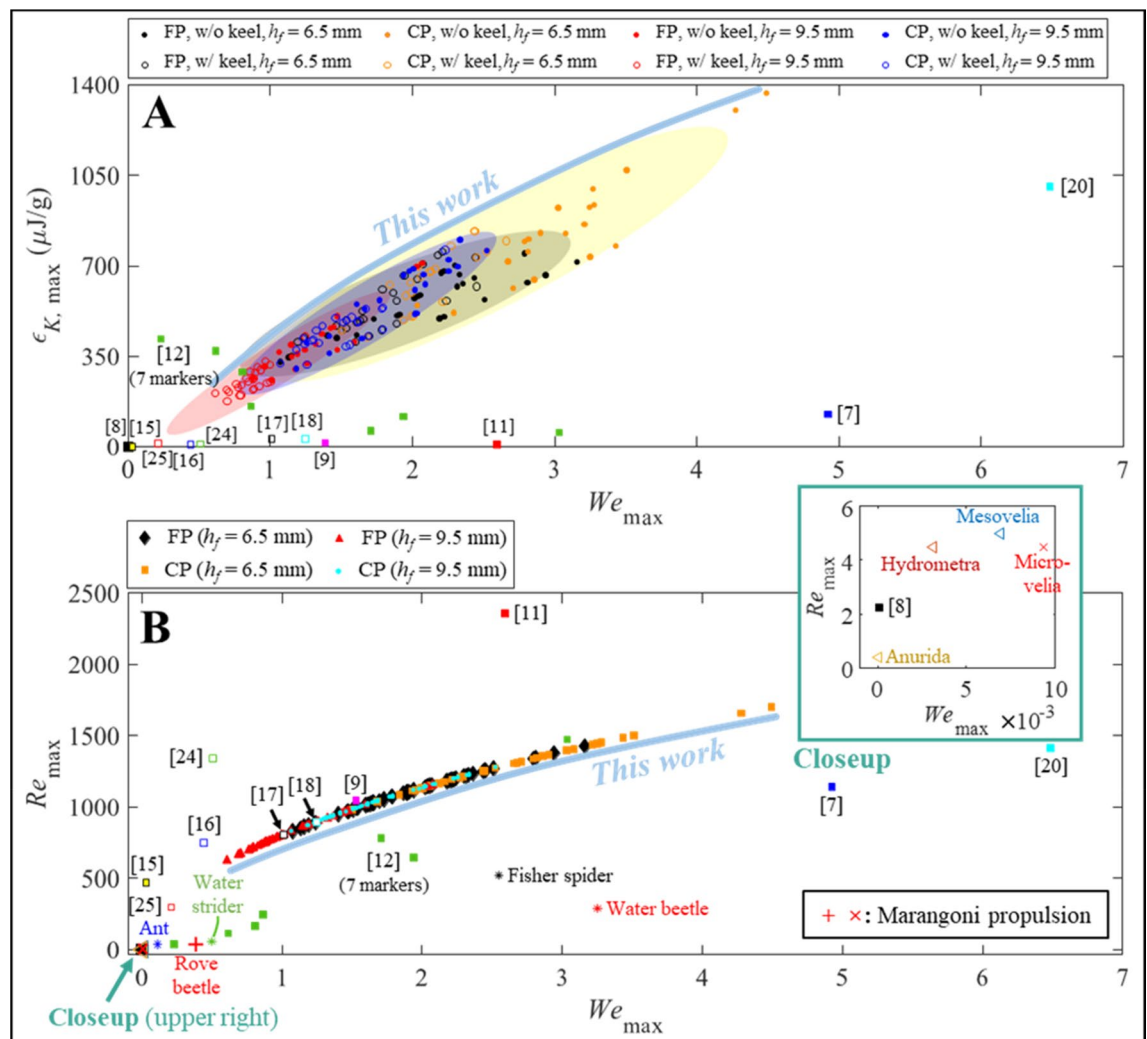 FP, w/o keel, h_f = 6.5 mm CP, w/o keel, h_f = 6.5 mm FP, w/o keel, h_f = 9.5 mm CP, w/o keel, h_f = 9.5 mm
FP, w/ keel, h_f = 6.5 mm CP, w/ keel, h_f = 6.5 mm FP, w/ keel, h_f = 9.5 mm CP, w/ keel, h_f = 9.5 mm
A
1400
1050
700
350
0
ϵ_K, max (μJ/g)
This work
[20]
[12]
(7 markers)
[8] [15]
[25] [16] [24] [17] [18] [9] [11] [7]
0 1 2 3 4 5 6 7
We_max
FP (h_f = 6.5 mm) FP (h_f = 9.5 mm)
CP (h_f = 6.5 mm) CP (h_f = 9.5 mm)
B
2500
2000
1500
1000
500
0
Re_max
[11]
This work
[24]
[17] [18] [9]
[16]
[15]
[25]
[12]
(7 markers)
[20]
[7]
Water
strider
Ant
Rove
beetle
Fisher spider
Water beetle
+ ×: Marangoni propulsion
Closeup (upper right)
0 1 2 3 4 5 6 7
We_max
6
4
2
0
Re_max
Mesovelia
Hydrometra
Micro-
velia
[8]
Anurida
0 5 10
We_max ×10^-3
Closeup